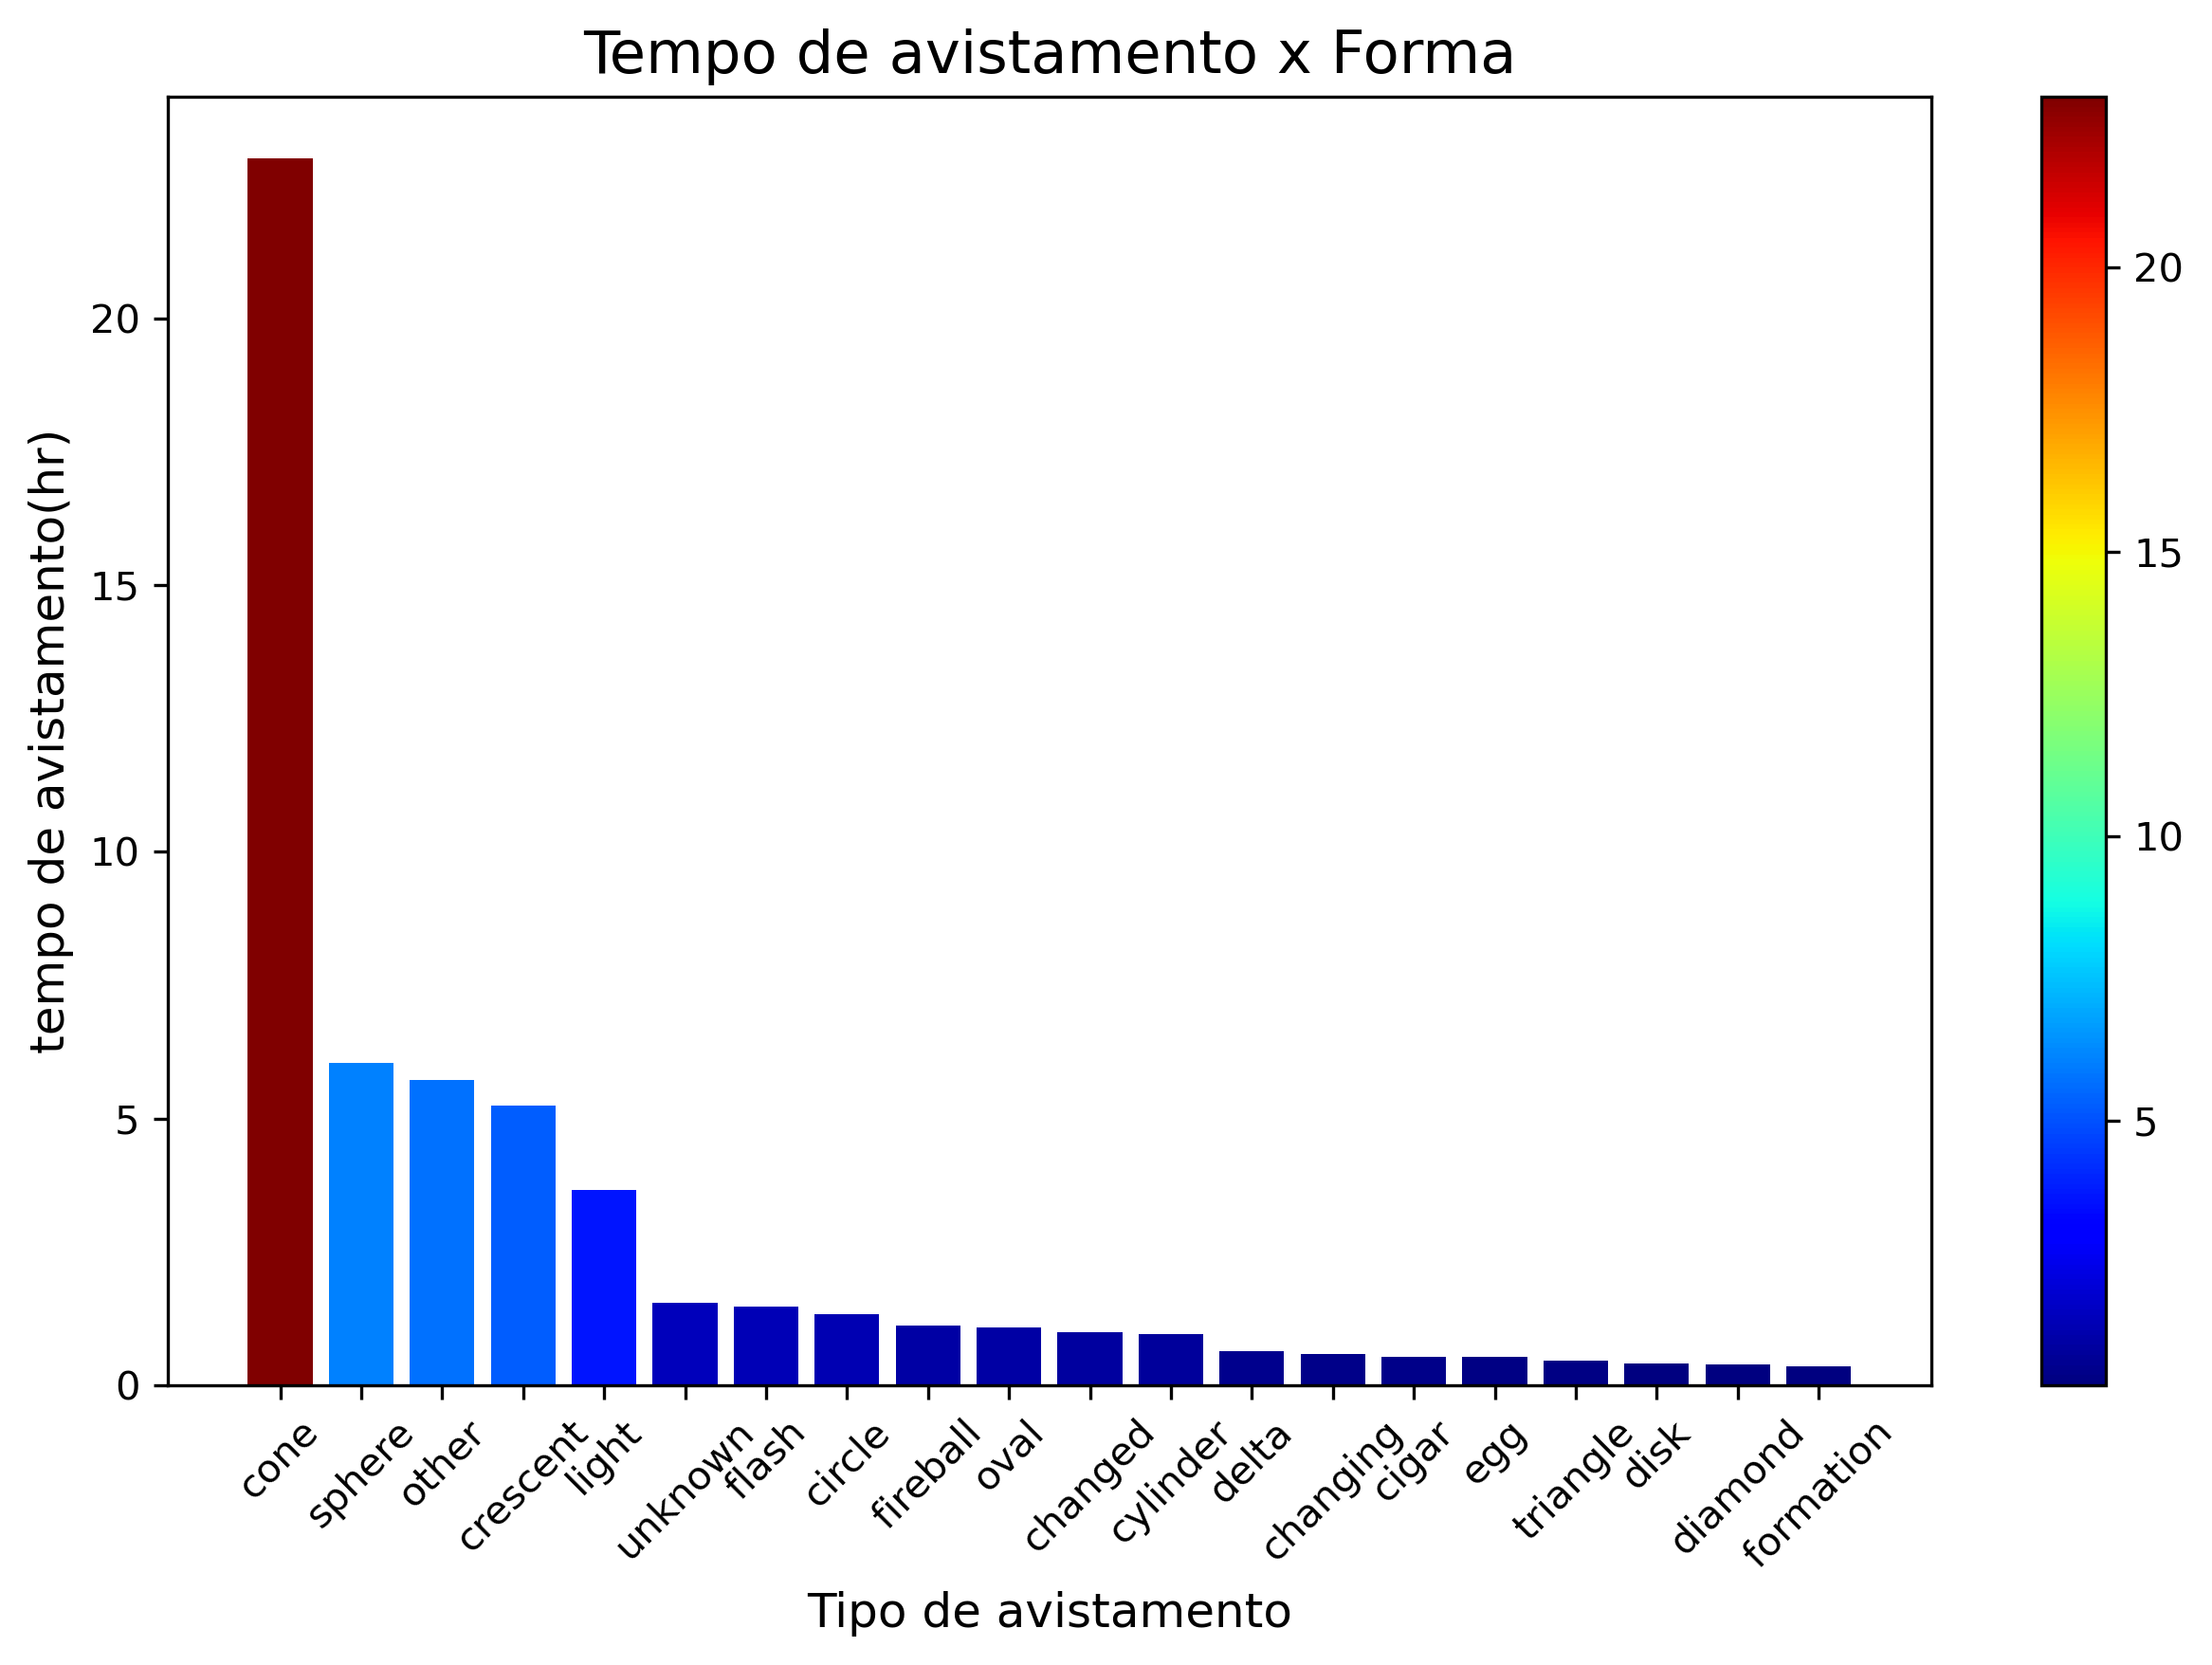 Tempo de avistamento x Forma
tempo de avistamento(hr)
20
15
10
5
0
cone
sphere
other
crescent
light
unknown
flash
circle
fireball
oval
changed
cylinder
delta
changing
cigar
egg
triangle
disk
diamond
formation
Tipo de avistamento
20
15
10
5